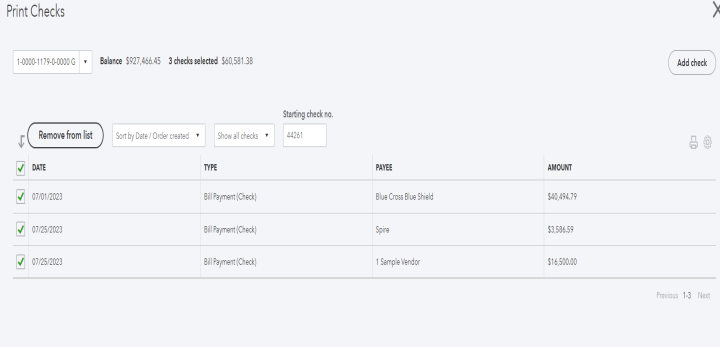 Print Checks
1-0000-1179-0-0000 G Balance $927,466.45 3 checks selected $60,581.38 Add check
Starting check no.
Remove from list Sort by Date / Order created Show all checks 44261
DATE TYPE PAYEE AMOUNT
07/01/2023 Bill Payment (Check) Blue Cross Blue Shield $40,494.79
07/25/2023 Bill Payment (Check) Spire $3,586.59
07/25/2023 Bill Payment (Check) 1 Sample Vendor $16,500.00
Previous 1-3 Next